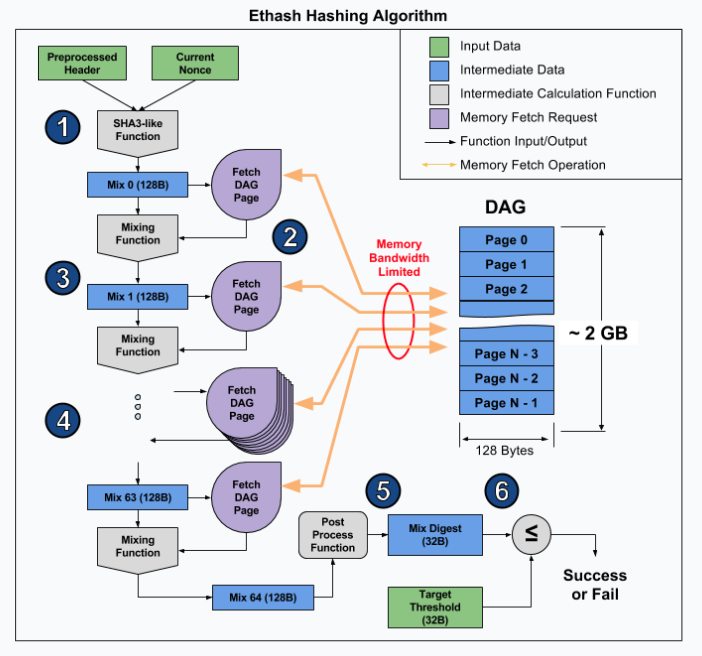 Ethash Hashing Algorithm
Preprocessed
Header
Current
Nonce
Input Data
Intermediate Data
Intermediate Calculation Function
Memory Fetch Request
Function Input/Output
Memory Fetch Operation
1
SHA3-like
Function
Mix 0 (128B)
Fetch
DAG
Page
Mixing
Function
2
3
Mix 1 (128B)
Fetch
DAG
Page
Mixing
Function
Memory
Bandwidth
Limited
DAG
Page 0
Page 1
Page 2
Page N - 3
Page N - 2
Page N - 1
~ 2 GB
128 Bytes
4
Fetch
DAG
Page
Mix 63 (128B)
Fetch
DAG
Page
Mixing
Function
Mix 64 (128B)
5
Post
Process
Function
Mix Digest
(32B)
6
≤
Target
Threshold
(32B)
Success
or Fail